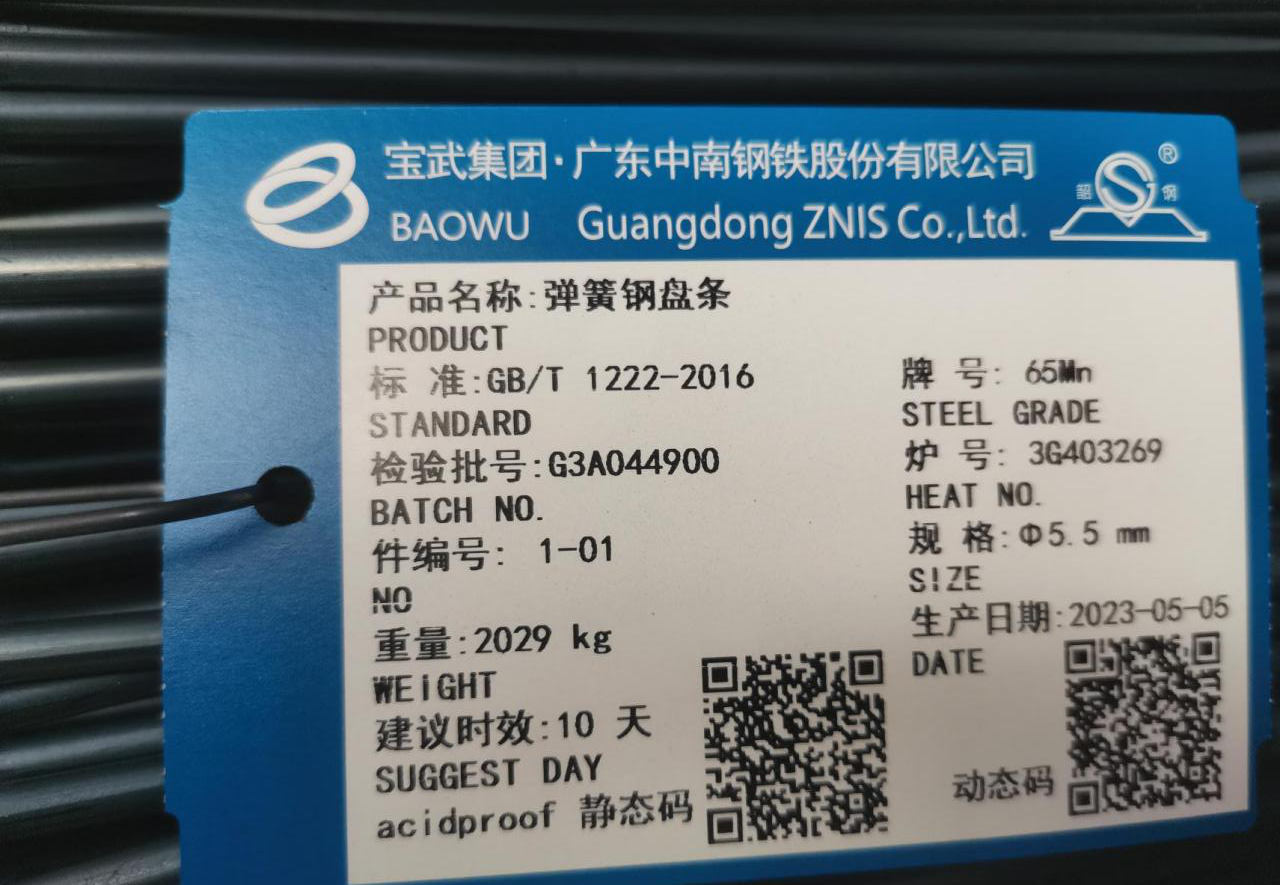 宝武集团·广东中南钢铁股份有限公司
BAOWU Guangdong ZNIS Co.,Ltd.
韶钢
®
产品名称:弹簧钢盘条
PRODUCT
标 准:GB/T 1222-2016
STANDARD
检验批号:G3A044900
BATCH NO.
件编号: 1-01
NO
重量:2029 kg
WEIGHT
建议时效:10 天
SUGGEST DAY
acidproof 静态码
牌 号: 65Mn
STEEL GRADE
炉 号: 3G403269
HEAT NO.
规 格:Φ5.5 mm
SIZE
生产日期:2023-05-05
DATE
动态码